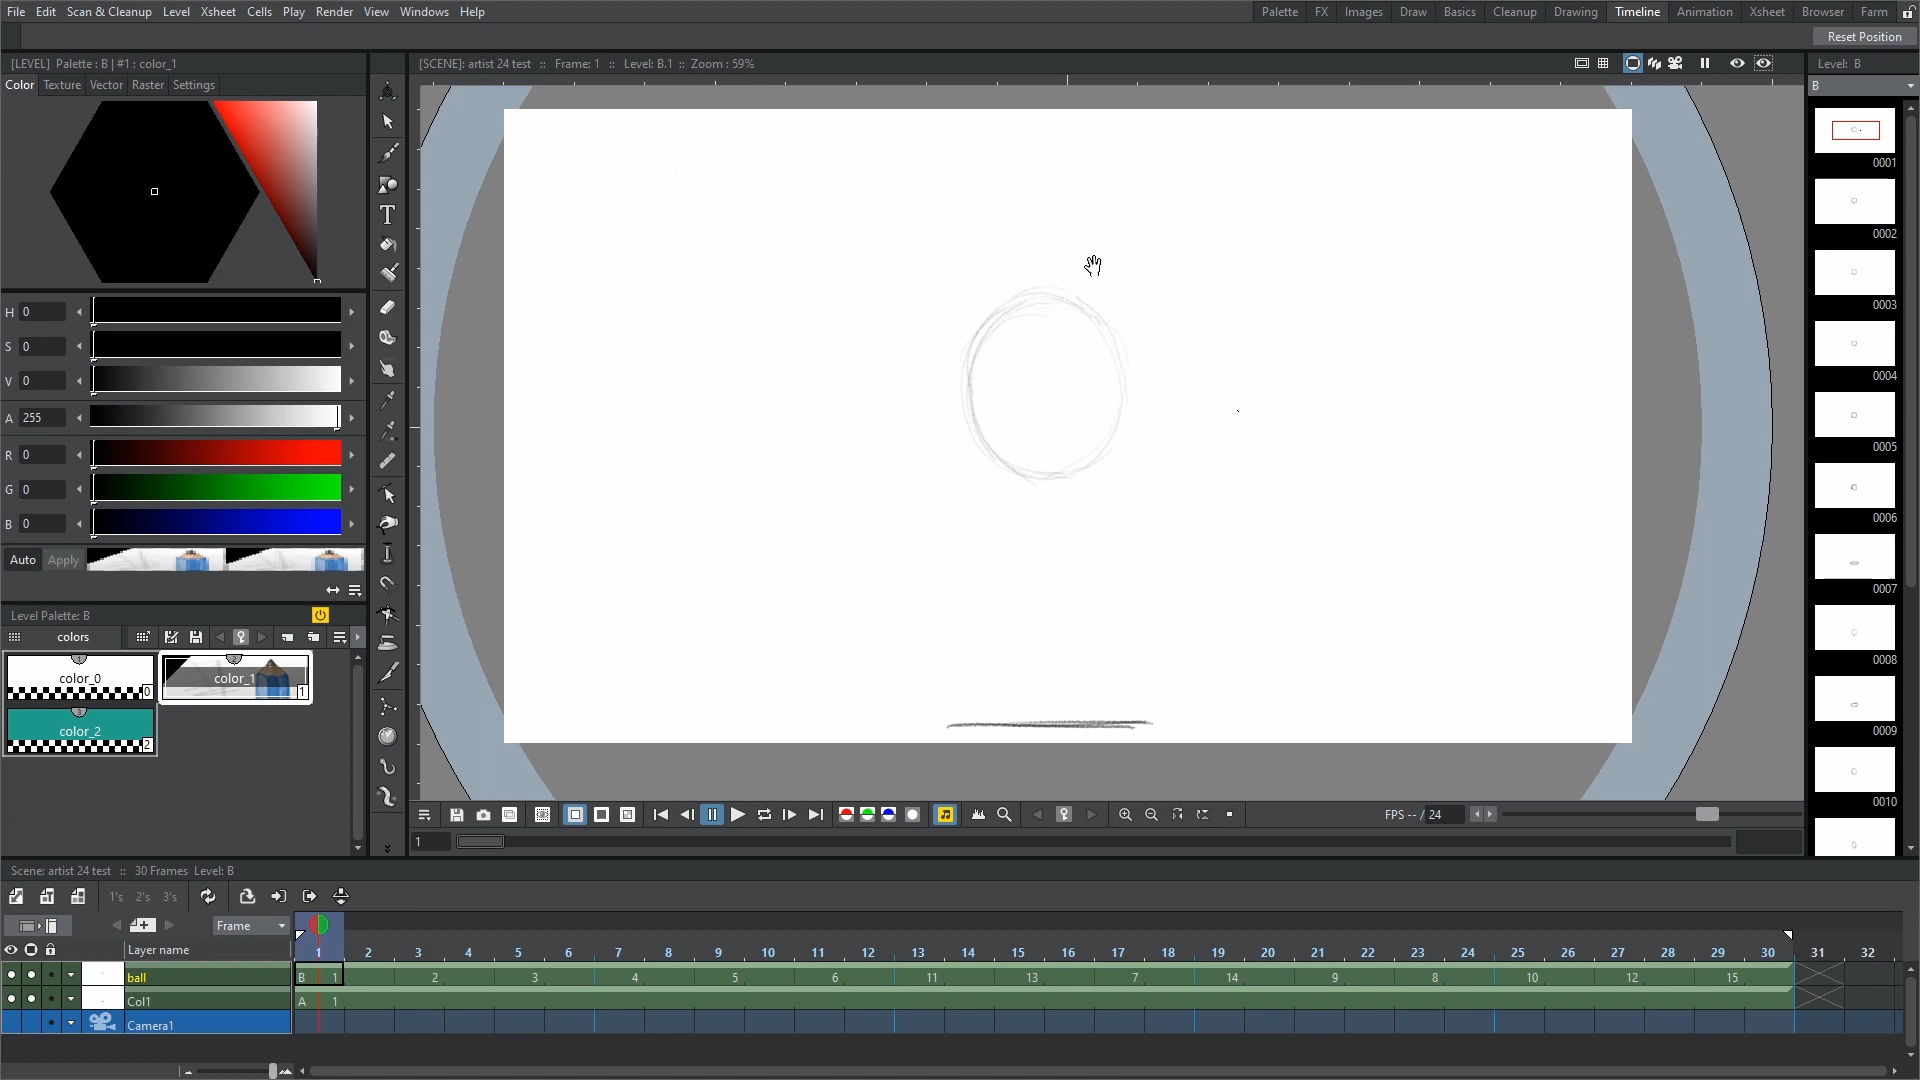 File Edit Scan & Cleanup Level Xsheet Cells Play Render View Windows Help
Palette FX Images Draw Basics Cleanup Drawing Timeline Animation Xsheet Browser Farm
Reset Position
[LEVEL] Palette : B | #1 : color_1
[SCENE]: artist 24 test :: Frame: 1 :: Level: B.1 :: Zoom : 59%
Level: B
Color Texture Vector Raster Settings
B
0001
0002
0003
0004
0005
0006
0007
0008
0009
0010
H 0
S 0
V 0
A 255
R 0
G 0
B 0
Auto Apply
Level Palette: B
colors
1 color_0 0
2 color_1 1
3 color_2 2
FPS -- / 24
1
Scene: artist 24 test :: 30 Frames Level: B
1's 2's 3's
Frame
Layer name
1 2 3 4 5 6 7 8 9 10 11 12 13 14 15 16 17 18 19 20 21 22 23 24 25 26 27 28 29 30 31 32
ball B 1 2 3 4 5 6 11 13 7 14 9 8 10 12 15
Col1 A 1
Camera1